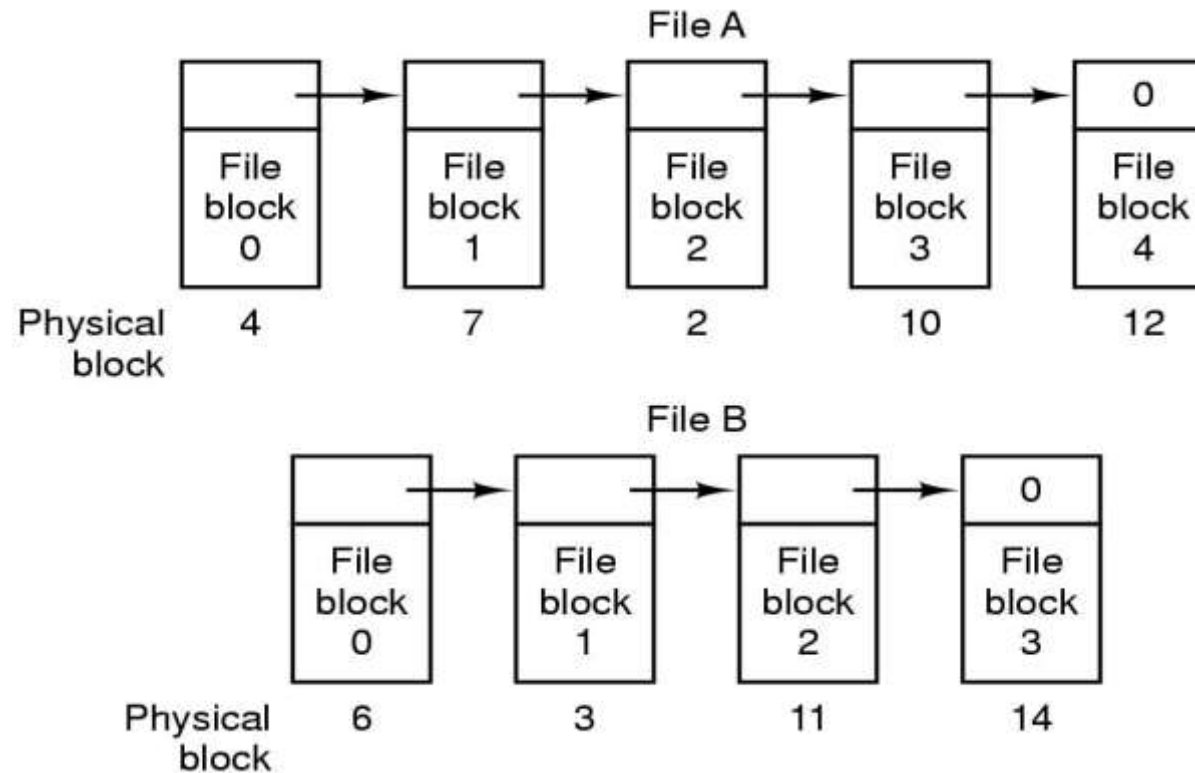 File A
0
File File File File File
block block block block block
0 1 2 3 4
Physical 4 7 2 10 12
block
File B
0
File File File File
block block block block
0 1 2 3
Physical 6 3 11 14
block